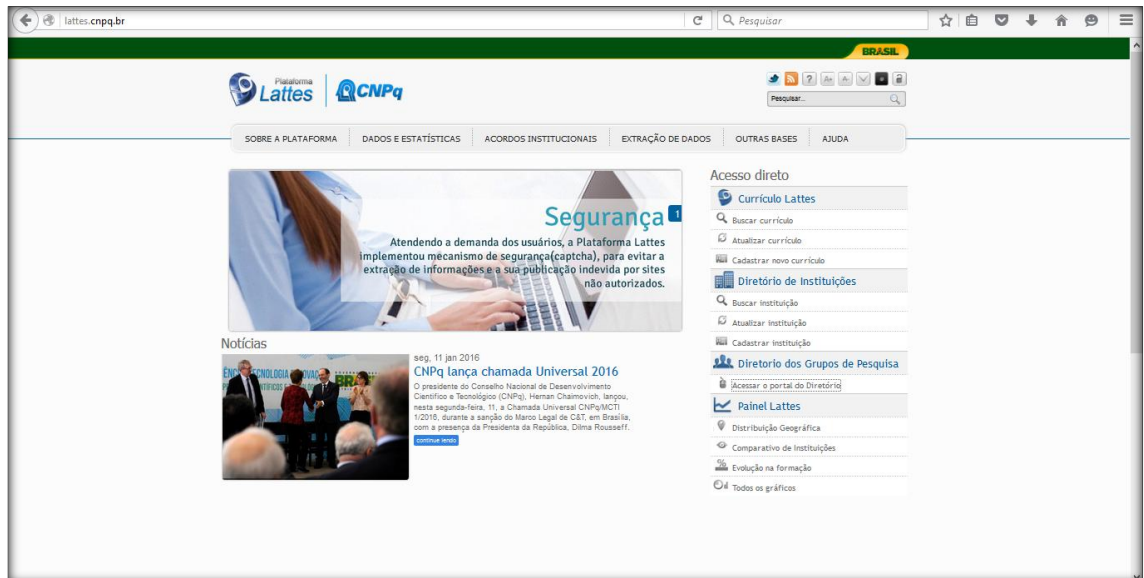 lattes.cnpq.br
Pesquisar
BRASIL
Plataforma
Lattes
CNPq
? A+ A-
Pesquisar...
SOBRE A PLATAFORMA DADOS E ESTATÍSTICAS ACORDOS INSTITUCIONAIS EXTRAÇÃO DE DADOS OUTRAS BASES AJUDA
Segurança
1
Atendendo a demanda dos usuários, a Plataforma Lattes
implementou mecanismo de segurança(captcha), para evitar a
extração de informações e a sua publicação indevida por sites
não autorizados.
Notícias
BR
seg, 11 jan 2016
CNPq lança chamada Universal 2016
O presidente do Conselho Nacional de Desenvolvimento
Científico e Tecnológico (CNPq), Hernan Chaimovich, lançou,
nesta segunda-feira, 11, a Chamada Universal CNPq/MCTI
1/2016, durante a sanção do Marco Legal de C&T, em Brasília,
com a presença da Presidenta da República, Dilma Rousseff.
continue lendo
Acesso direto
Currículo Lattes
Buscar currículo
Atualizar currículo
Cadastrar novo currículo
Diretório de Instituições
Buscar instituição
Atualizar instituição
Cadastrar instituição
Diretorio dos Grupos de Pesquisa
Acessar o portal do Diretório
Painel Lattes
Distribuição Geográfica
Comparativo de Instituições
Evolução na formação
Todos os gráficos